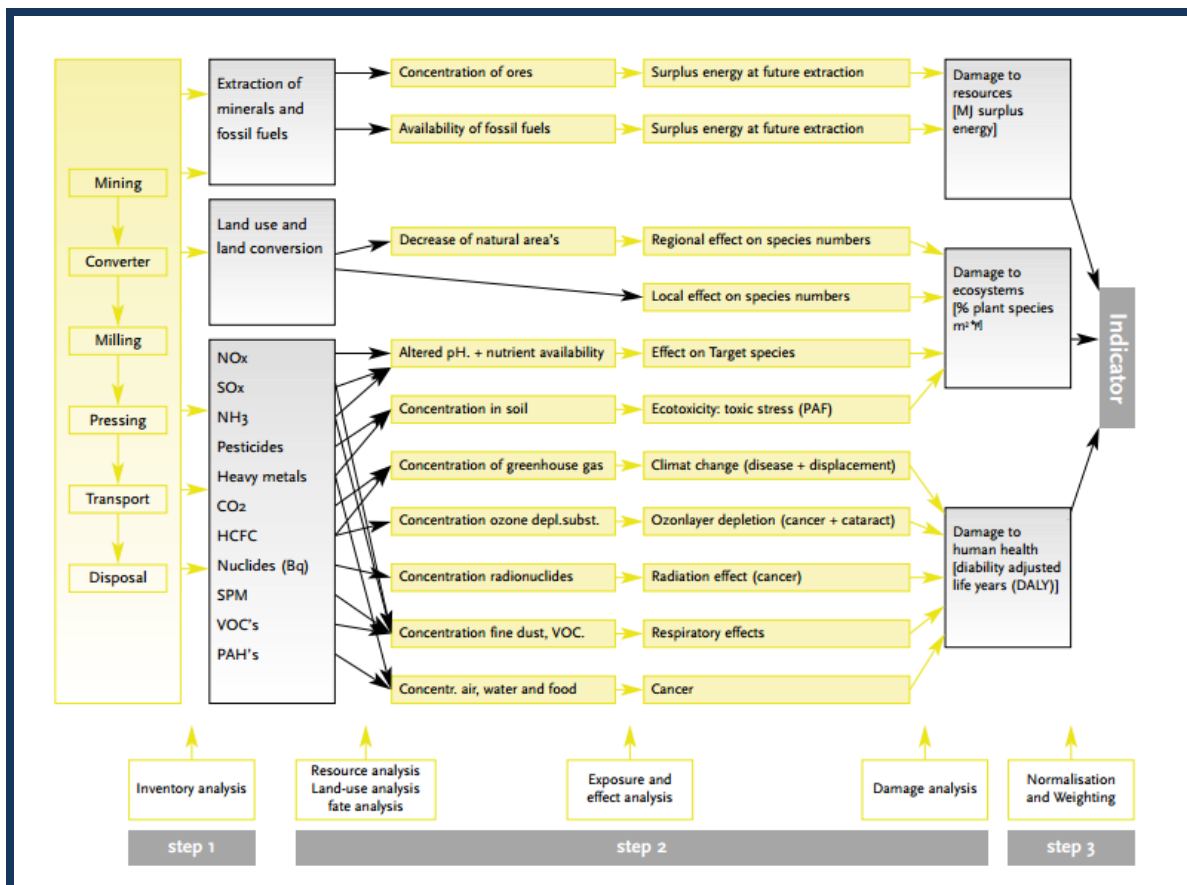 Extraction of
minerals and
fossil fuels
Concentration of ores
Surplus energy at future extraction
Damage to
resources
[MJ surplus
energy]
Availability of fossil fuels
Surplus energy at future extraction
Mining
Converter
Milling
Pressing
Transport
Disposal
Land use and
land conversion
Decrease of natural area's
Regional effect on species numbers
Local effect on species numbers
Damage to
ecosystems
[% plant species
Indicator
NOx
SOx
NH3
Pesticides
Heavy metals
CO2
HCFC
Nuclides (Bq)
SPM
VOC's
PAH's
Altered pH. + nutrient availability
Effect on Target species
Concentration in soil
Ecotoxicity: toxic stress (PAF)
Concentration of greenhouse gas
Climat change (disease + displacement)
Concentration ozone depl.subst.
Ozonlayer depletion (cancer + cataract)
Concentration radionuclides
Radiation effect (cancer)
Concentration fine dust, VOC.
Respiratory effects
Concentr. air, water and food
Cancer
Damage to
human health
[diability adjusted
life years (DALY)]
Inventory analysis
Resource analysis
Land-use analysis
fate analysis
Exposure and
effect analysis
Damage analysis
Normalisation
and Weighting
step 1
step 2
step 3